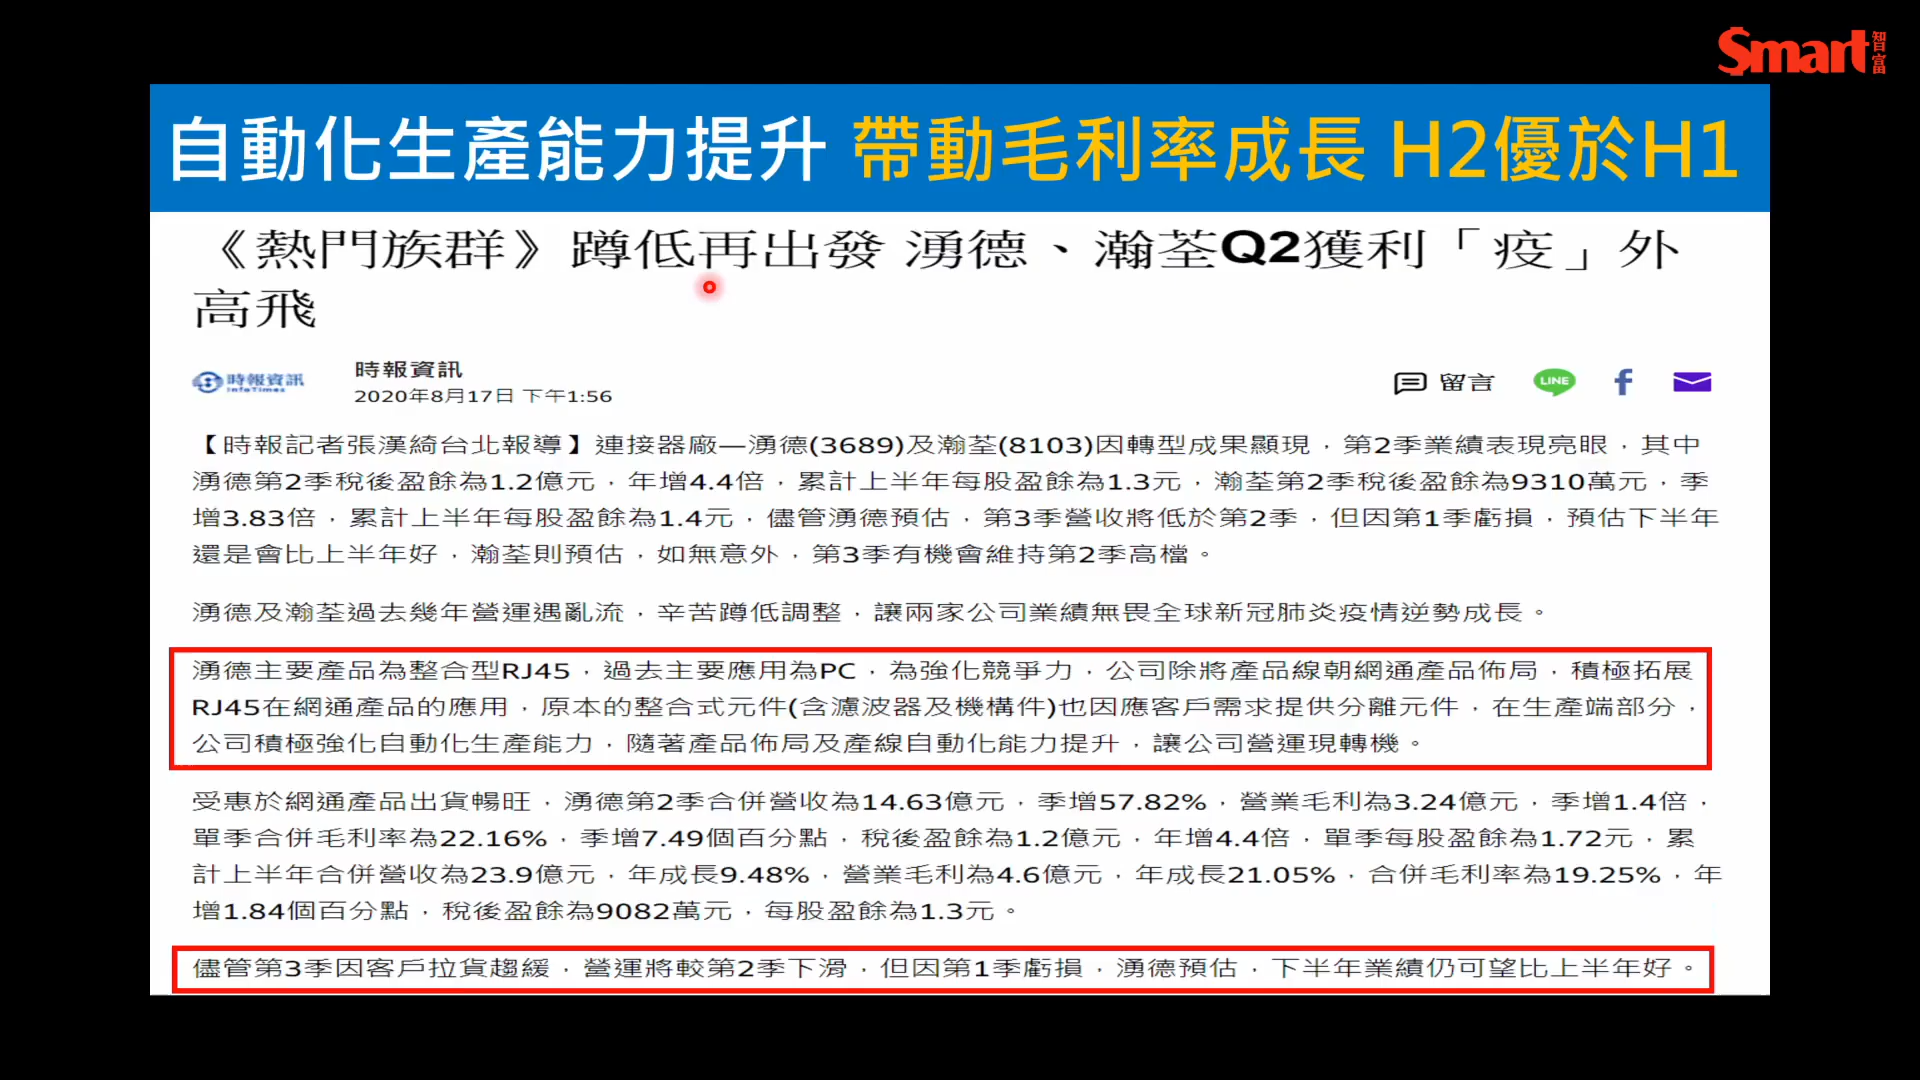 Smart智富
自動化生產能力提升 帶動毛利率成長 H2優於H1
《熱門族群》蹲低再出發 湧德、瀚荃Q2獲利「疫」外
高飛
時報資訊
InfoTimes
時報資訊
2020年8月17日 下午1:56
留言
LINE
【時報記者張漢綺台北報導】連接器廠—湧德(3689)及瀚荃(8103)因轉型成果顯現，第2季業績表現亮眼，其中
湧德第2季稅後盈餘為1.2億元，年增4.4倍，累計上半年每股盈餘為1.3元，瀚荃第2季稅後盈餘為9310萬元，季
增3.83倍，累計上半年每股盈餘為1.4元，儘管湧德預估，第3季營收將低於第2季，但因第1季虧損，預估下半年
還是會比上半年好，瀚荃則預估，如無意外，第3季有機會維持第2季高檔。
湧德及瀚荃過去幾年營運遇亂流，辛苦蹲低調整，讓兩家公司業績無畏全球新冠肺炎疫情逆勢成長。
湧德主要產品為整合型RJ45，過去主要應用為PC，為強化競爭力，公司除將產品線朝網通產品佈局，積極拓展
RJ45在網通產品的應用，原本的整合式元件(含濾波器及機構件)也因應客戶需求提供分離元件，在生產端部分，
公司積極強化自動化生產能力，隨著產品佈局及產線自動化能力提升，讓公司營運現轉機。
受惠於網通產品出貨暢旺，湧德第2季合併營收為14.63億元，季增57.82%，營業毛利為3.24億元，季增1.4倍，
單季合併毛利率為22.16%，季增7.49個百分點，稅後盈餘為1.2億元，年增4.4倍，單季每股盈餘為1.72元，累
計上半年合併營收為23.9億元，年成長9.48%，營業毛利為4.6億元，年成長21.05%，合併毛利率為19.25%，年
增1.84個百分點，稅後盈餘為9082萬元，每股盈餘為1.3元。
儘管第3季因客戶拉貨趨緩，營運將較第2季下滑，但因第1季虧損，湧德預估，下半年業績仍可望比上半年好。